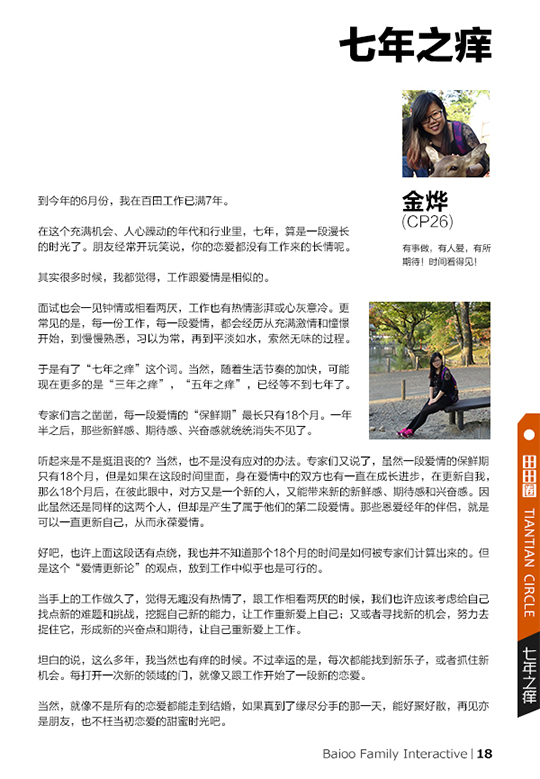 七年之痒
金烨
(CP26)
有事做，有人爱，有所
期待！时间看得见！
到今年的6月份，我在百田工作已满7年。
在这个充满机会、人心躁动的年代和行业里，七年，算是一段漫长
的时光了。朋友经常开玩笑说，你的恋爱都没有工作来的长情呢。
其实很多时候，我都觉得，工作跟爱情是相似的。
面试也会一见钟情或相看两厌，工作也有热情澎湃或心灰意冷。更
常见的是，每一份工作，每一段爱情，都会经历从充满激情和憧憬
开始，到慢慢熟悉，习以为常，再到平淡如水，索然无味的过程。
于是有了“七年之痒”这个词。当然，随着生活节奏的加快，可能
现在更多的是“三年之痒”，“五年之痒”，已经等不到七年了。
专家们言之凿凿，每一段爱情的“保鲜期”最长只有18个月。一年
半之后，那些新鲜感、期待感、兴奋感就统统消失不见了。
听起来是不是挺沮丧的？当然，也不是没有应对的办法。专家们又说了，虽然一段爱情的保鲜期
只有18个月，但是如果在这段时间里面，身在爱情中的双方也有一直在成长进步，在更新自我，
那么18个月后，在彼此眼中，对方又是一个新的人，又能带来新的新鲜感、期待感和兴奋感。因
此虽然还是同样的这两个人，但却是产生了属于他们的第二段爱情。那些恩爱经年的伴侣，就是
可以一直更新自己，从而永葆爱情。
好吧，也许上面这段话有点绕，我也并不知道那个18个月的时间是如何被专家们计算出来的。但
是这个“爱情更新论”的观点，放到工作中似乎也是可行的。
当手上的工作做久了，觉得无趣没有热情了，跟工作相看两厌的时候，我们也许应该考虑给自己
找点新的难题和挑战，挖掘自己新的能力，让工作重新爱上自己；又或者寻找新的机会，努力去
捉住它，形成新的兴奋点和期待，让自己重新爱上工作。
坦白的说，这么多年，我当然也有痒的时候。不过幸运的是，每次都能找到新乐子，或者抓住新
机会。每打开一次新的领域的门，就像又跟工作开始了一段新的恋爱。
当然，就像不是所有的恋爱都能走到结婚，如果真到了缘尽分手的那一天，能好聚好散，再见亦
是朋友，也不枉当初恋爱的甜蜜时光吧。
田田圈 TIANTIAN CIRCLE
七年之痒
Baioo Family Interactive | 18